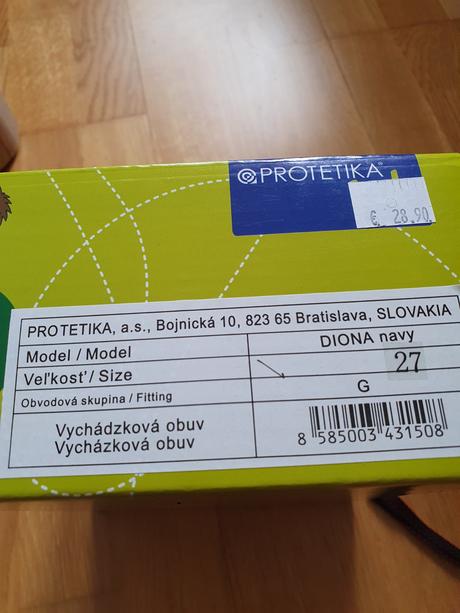 PROTETIKA®
€ 28.90
PROTETIKA, a.s., Bojnická 10, 823 65 Bratislava, SLOVAKIA
Model / Model DIONA navy
Veľkosť / Size 27
Obvodová skupina / Fitting G
Vychádzková obuv
Vycházková obuv
8 585003 431508